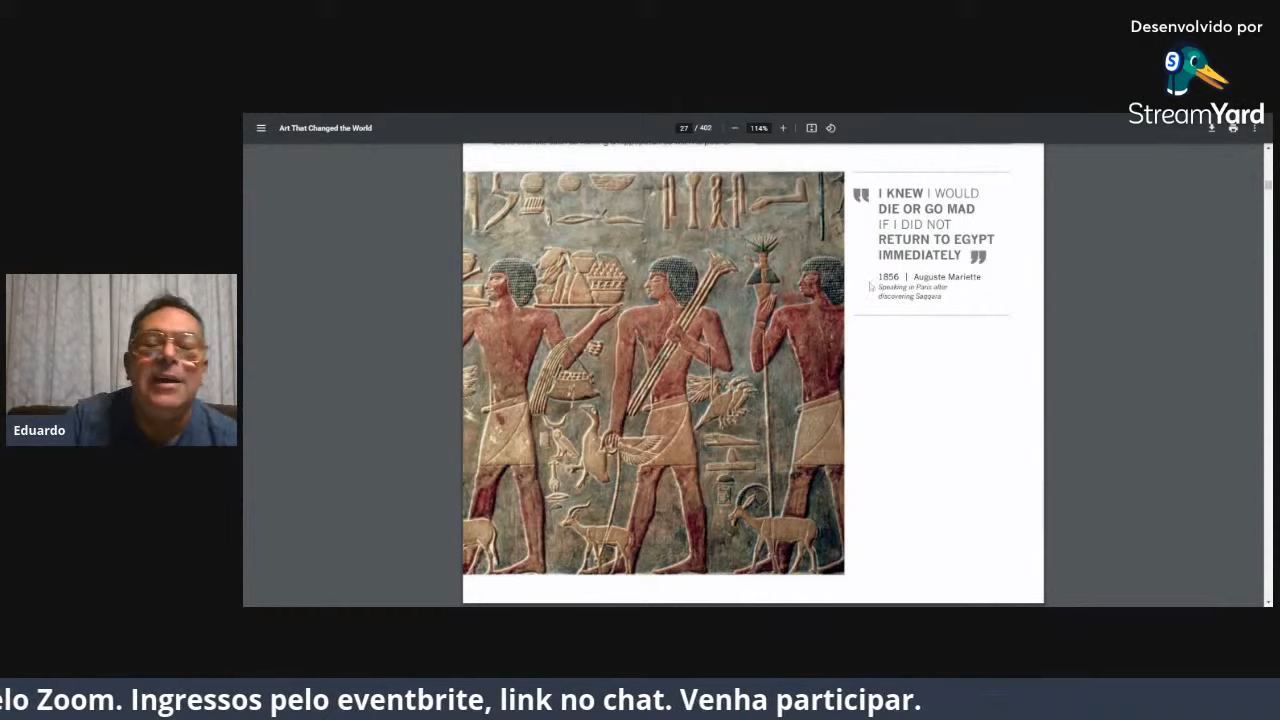 Desenvolvido por
S
StreamYard
Art That Changed the World
27 / 402
114%
I KNEW I WOULD
DIE OR GO MAD
IF I DID NOT
RETURN TO EGYPT
IMMEDIATELY
1856 | Auguste Mariette
Speaking in Paris after
discovering Saqqara
Eduardo
elo Zoom. Ingressos pelo eventbrite, link no chat. Venha participar.